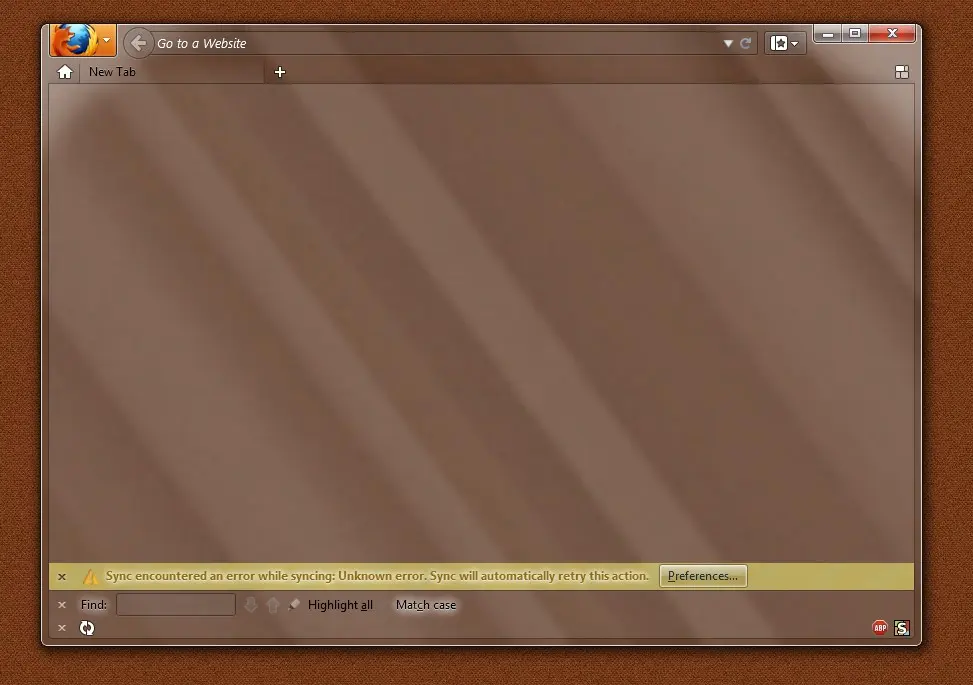 Go to a Website
New Tab
Sync encountered an error while syncing: Unknown error. Sync will automatically retry this action. Preferences...
Find: Highlight all Match case
ABP S